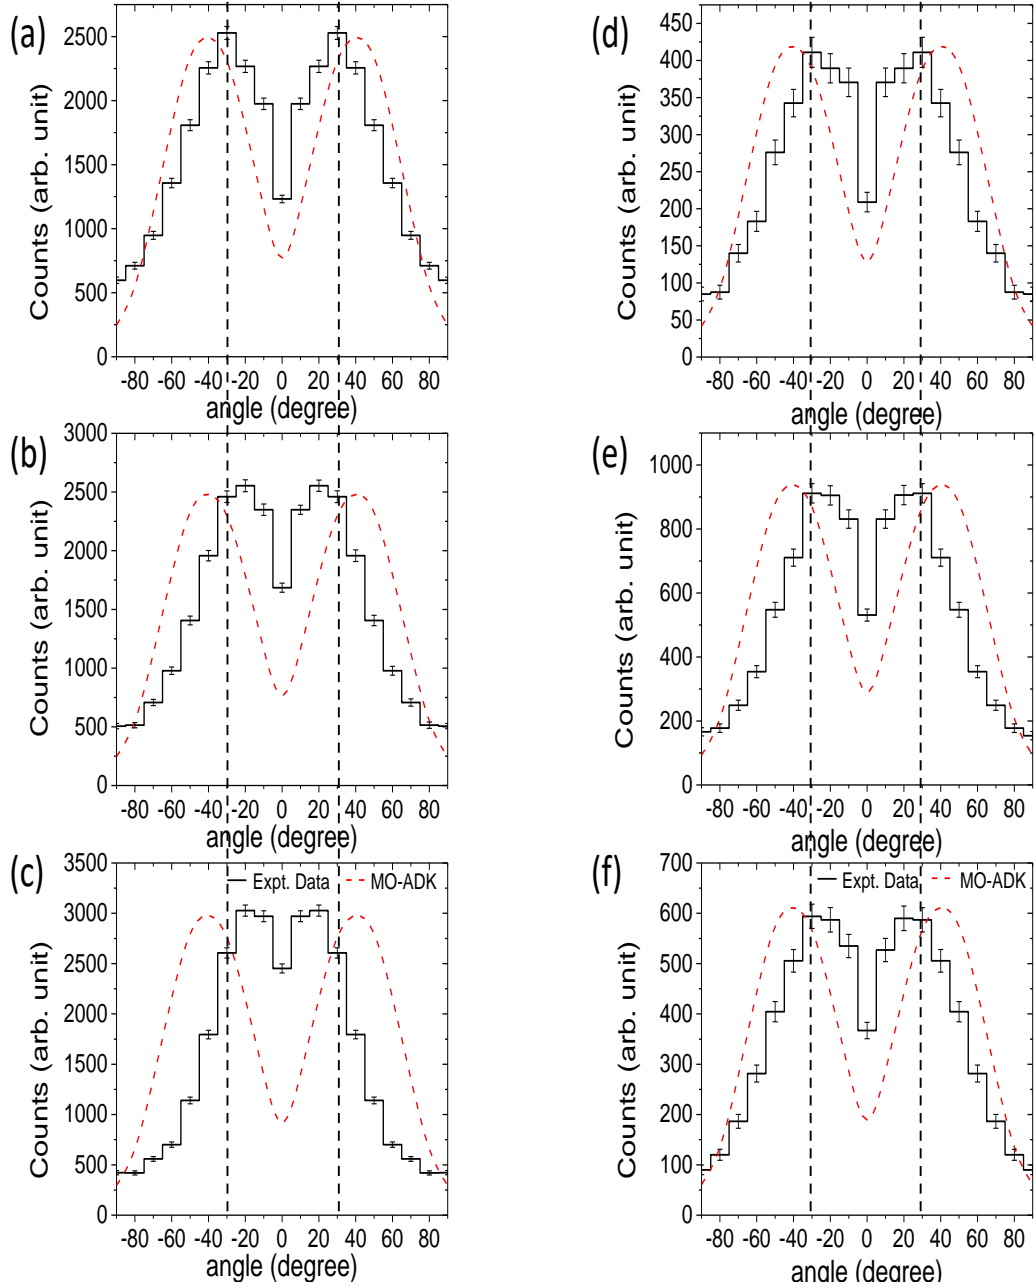 (a)
Counts (arb. unit)
2500
2000
1500
1000
500
0
-80 -60 -40 -20 0 20 40 60 80
angle (degree)
(d)
Counts (arb. unit)
450
400
350
300
250
200
150
100
50
0
-80 -60 -40 -20 0 20 40 60 80
angle (degree)
(b)
Counts (arb. unit)
3000
2500
2000
1500
1000
500
0
-80 -60 -40 -20 0 20 40 60 80
angle (degree)
(e)
Counts (arb. unit)
1000
800
600
400
200
0
-80 -60 -40 -20 0 20 40 60 80
angle (degree)
(c)
Counts (arb. unit)
3500
3000
2500
2000
1500
1000
500
0
Expt. Data MO-ADK
-80 -60 -40 -20 0 20 40 60 80
angle (degree)
(f)
Counts (arb. unit)
700
600
500
400
300
200
100
0
Expt. Data MO-ADK
-80 -60 -40 -20 0 20 40 60 80
angle (degree)